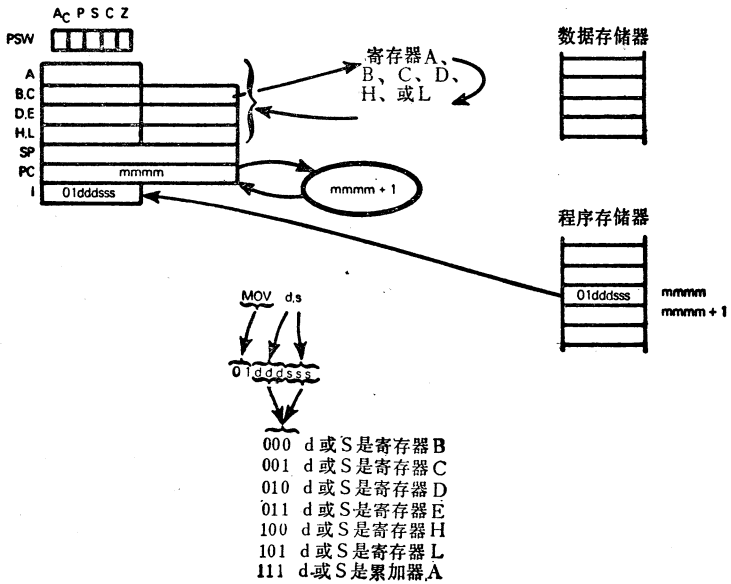 Ac P S C Z
PSW
A
B,C
D,E
H,L
SP
PC mmmm
I 01dddsss
寄存器A、
B、C、D、
H、或L
mmmm + 1
数据存储器
程序存储器
01dddsss mmmm
mmmm + 1
MOV d,s
01dddsss
000 d或S是寄存器B
001 d或S是寄存器C
010 d或S是寄存器D
011 d或S是寄存器E
100 d或S是寄存器H
101 d或S是寄存器L
111 d或S是累加器A